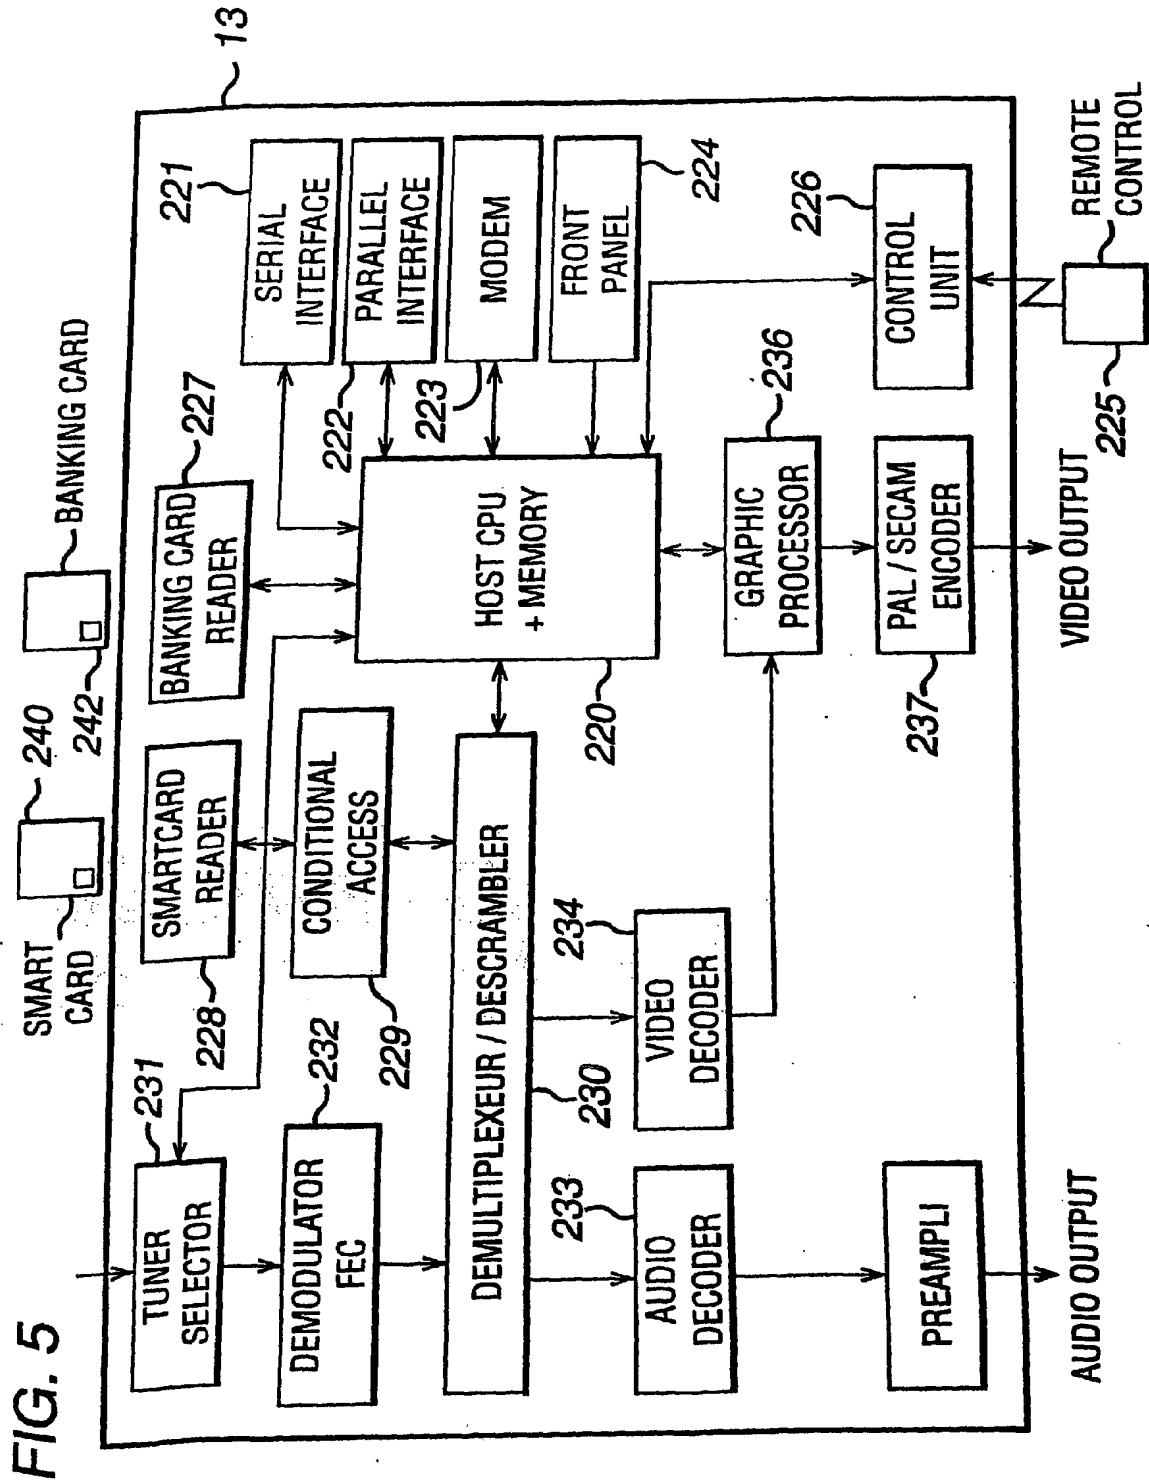 FIG. 5
13
SMART
CARD
240
242
BANKING CARD
TUNER
SELECTOR
231
SMARTCARD
READER
228
BANKING CARD
READER
227
SERIAL
INTERFACE
221
PARALLEL
INTERFACE
222
MODEM
223
FRONT
PANEL
224
DEMODULATOR
FEC
232
CONDITIONAL
ACCESS
229
HOST CPU
+ MEMORY
220
DEMULTIPLEXEUR / DESCRAMBLER
230
AUDIO
DECODER
233
VIDEO
DECODER
234
GRAPHIC
PROCESSOR
236
CONTROL
UNIT
226
PREAMPLI
PAL / SECAM
ENCODER
237
REMOTE
CONTROL
225
AUDIO OUTPUT
VIDEO OUTPUT